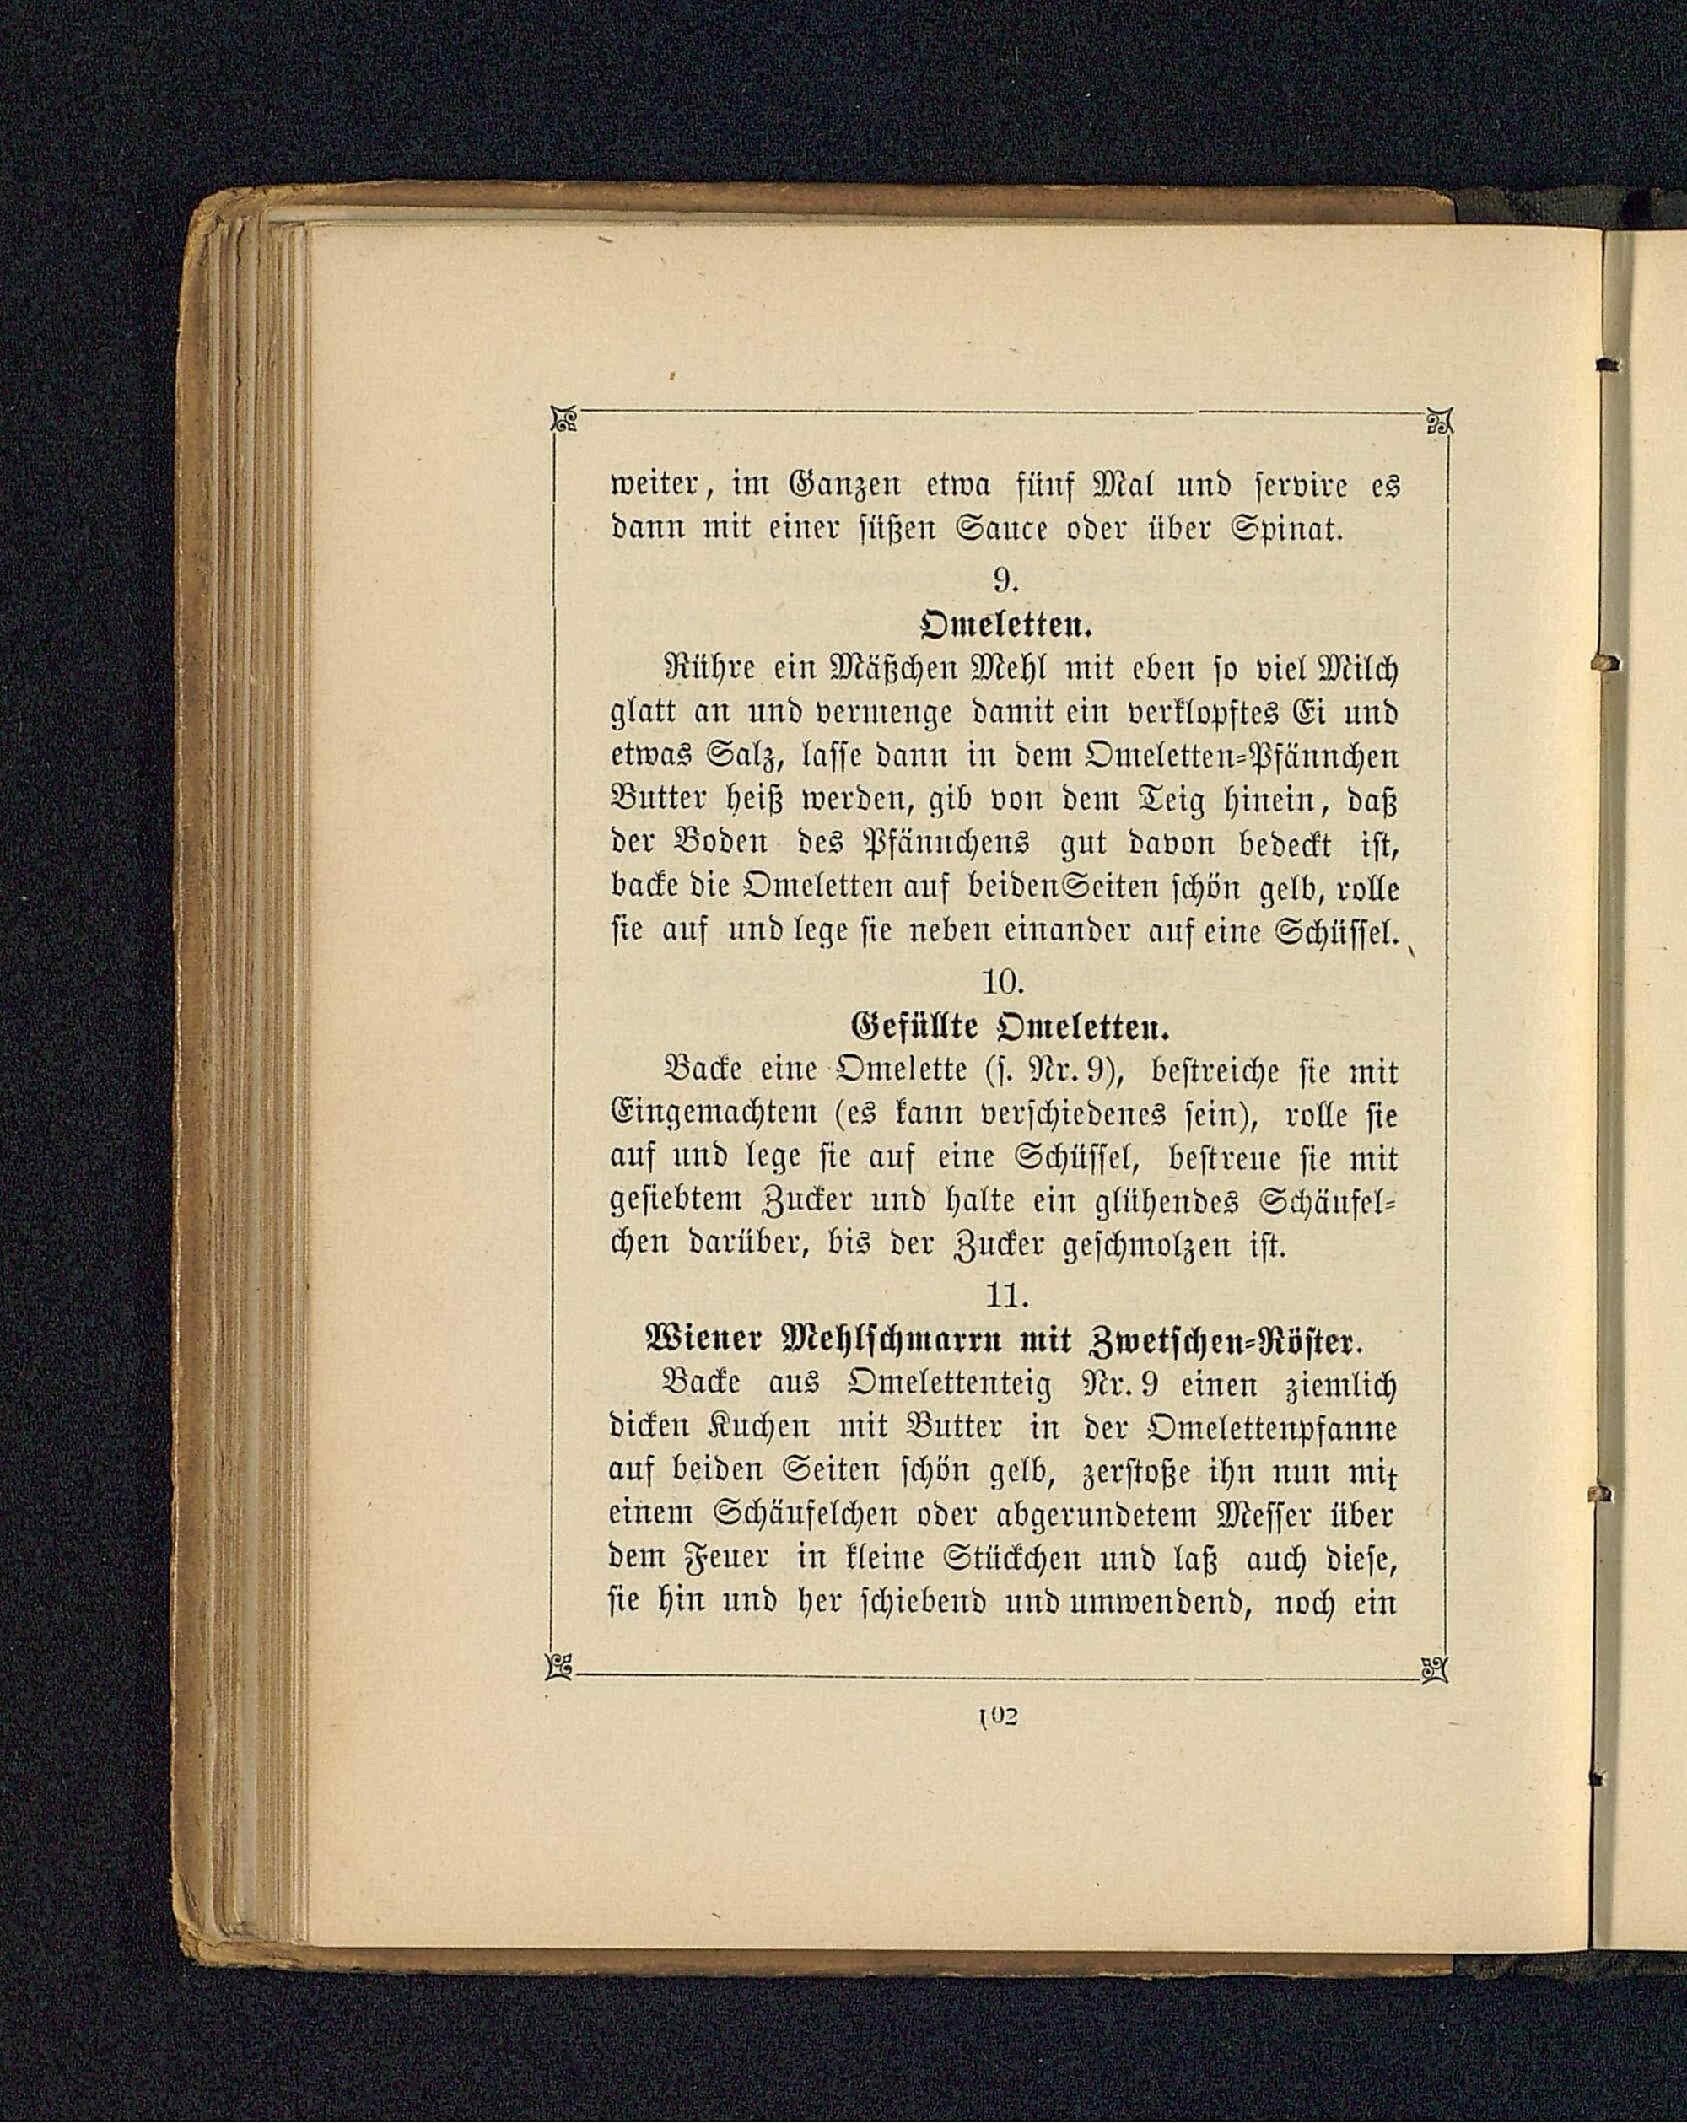 weiter, im Ganzen etwa fünf Mal und servire es
dann mit einer süßen Sauce oder über Spinat.
9.
Omeletten.
Rühre ein Mäßchen Mehl mit eben so viel Milch
glatt an und vermenge damit ein verklopftes Ei und
etwas Salz, lasse dann in dem Omeletten-Pfännchen
Butter heiß werden, gib von dem Teig hinein, daß
der Boden des Pfännchens gut davon bedeckt ist,
backe die Omeletten auf beiden Seiten schön gelb, rolle
sie auf und lege sie neben einander auf eine Schüssel.
10.
Gefüllte Omeletten.
Backe eine Omelette (s. Nr. 9), bestreiche sie mit
Eingemachtem (es kann verschiedenes sein), rolle sie
auf und lege sie auf eine Schüssel, bestreue sie mit
gesiebtem Zucker und halte ein glühendes Schäufel-
chen darüber, bis der Zucker geschmolzen ist.
11.
Wiener Mehlschmarrn mit Zwetschen-Röster.
Backe aus Omelettenteig Nr. 9 einen ziemlich
dicken Kuchen mit Butter in der Omelettenpfanne
auf beiden Seiten schön gelb, zerstoße ihn nun mit
einem Schäufelchen oder abgerundetem Messer über
dem Feuer in kleine Stückchen und laß auch diese,
sie hin und her schiebend und umwendend, noch ein
102